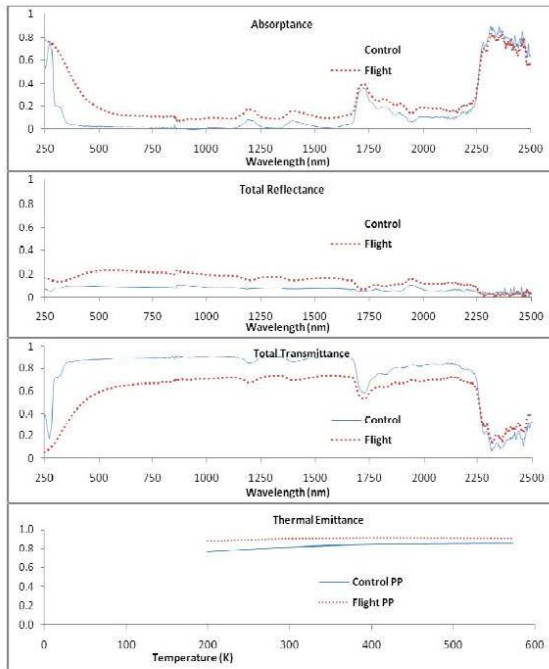 Absorptance
1
0.8
0.6
0.4
0.2
0
Control
Flight
250 500 750 1000 1250 1500 1750 2000 2250 2500
Wavelength (nm)
Total Reflectance
1
0.8
0.6
0.4
0.2
0
Control
Flight
250 500 750 1000 1250 1500 1750 2000 2250 2500
Total Transmittance
1
0.8
0.6
0.4
0.2
0
Control
Flight
250 500 750 1000 1250 1500 1750 2000 2250 2500
Wavelength (nm)
Thermal Emittance
1.0
0.8
0.6
0.4
0.2
0.0
Control PP
Flight PP
0 100 200 300 400 500 600
Temperature (K)